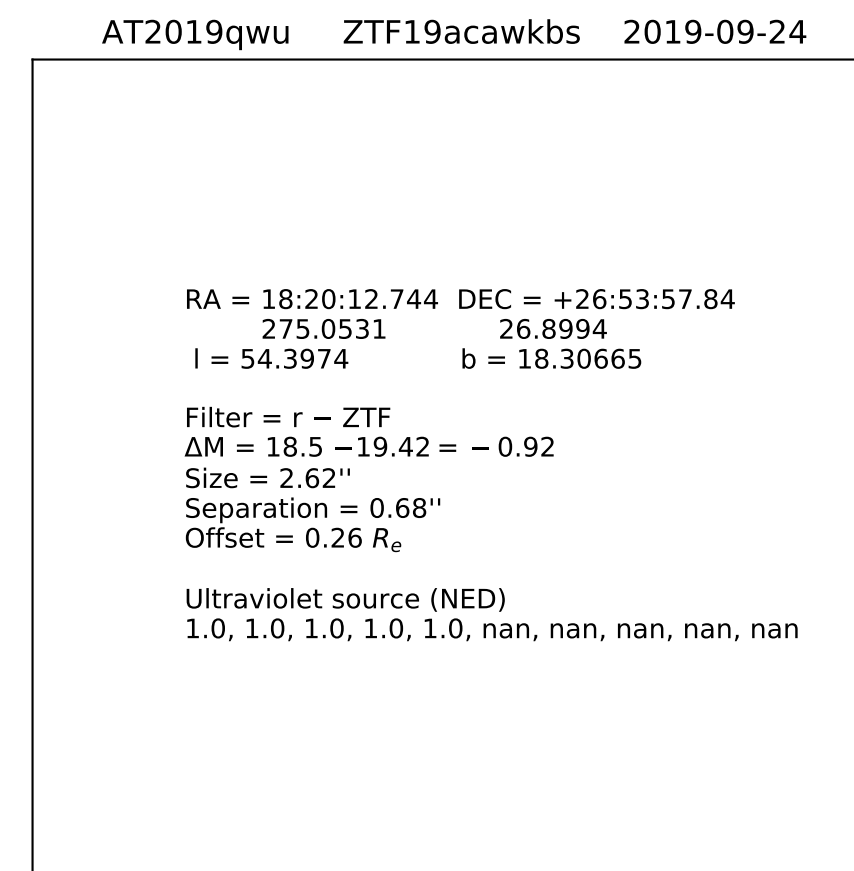 AT2019qwu ZTF19acawkbs 2019-09-24
RA = 18:20:12.744 DEC = +26:53:57.84
275.0531 26.8994
l = 54.3974 b = 18.30665
Filter = r − ZTF
ΔM = 18.5 −19.42 = − 0.92
Size = 2.62''
Separation = 0.68''
Offset = 0.26 Re
Ultraviolet source (NED)
1.0, 1.0, 1.0, 1.0, 1.0, nan, nan, nan, nan, nan